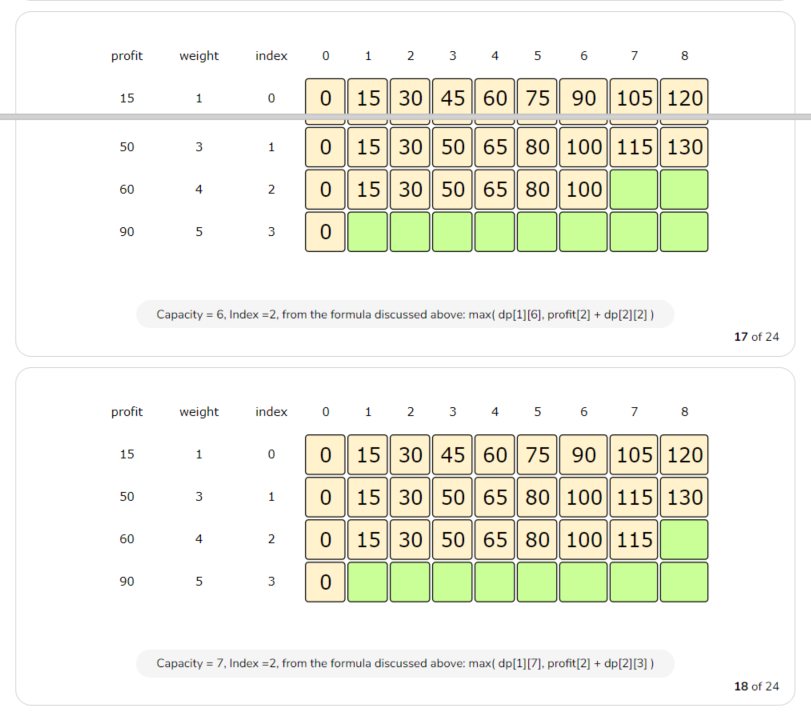 profit weight index 0 1 2 3 4 5 6 7 8
15 1 0 0 15 30 45 60 75 90 105 120
50 3 1 0 15 30 50 65 80 100 115 130
60 4 2 0 15 30 50 65 80 100
90 5 3 0
Capacity = 6, Index =2, from the formula discussed above: max( dp[1][6], profit[2] + dp[2][2] )
17 of 24
profit weight index 0 1 2 3 4 5 6 7 8
15 1 0 0 15 30 45 60 75 90 105 120
50 3 1 0 15 30 50 65 80 100 115 130
60 4 2 0 15 30 50 65 80 100 115
90 5 3 0
Capacity = 7, Index =2, from the formula discussed above: max( dp[1][7], profit[2] + dp[2][3] )
18 of 24